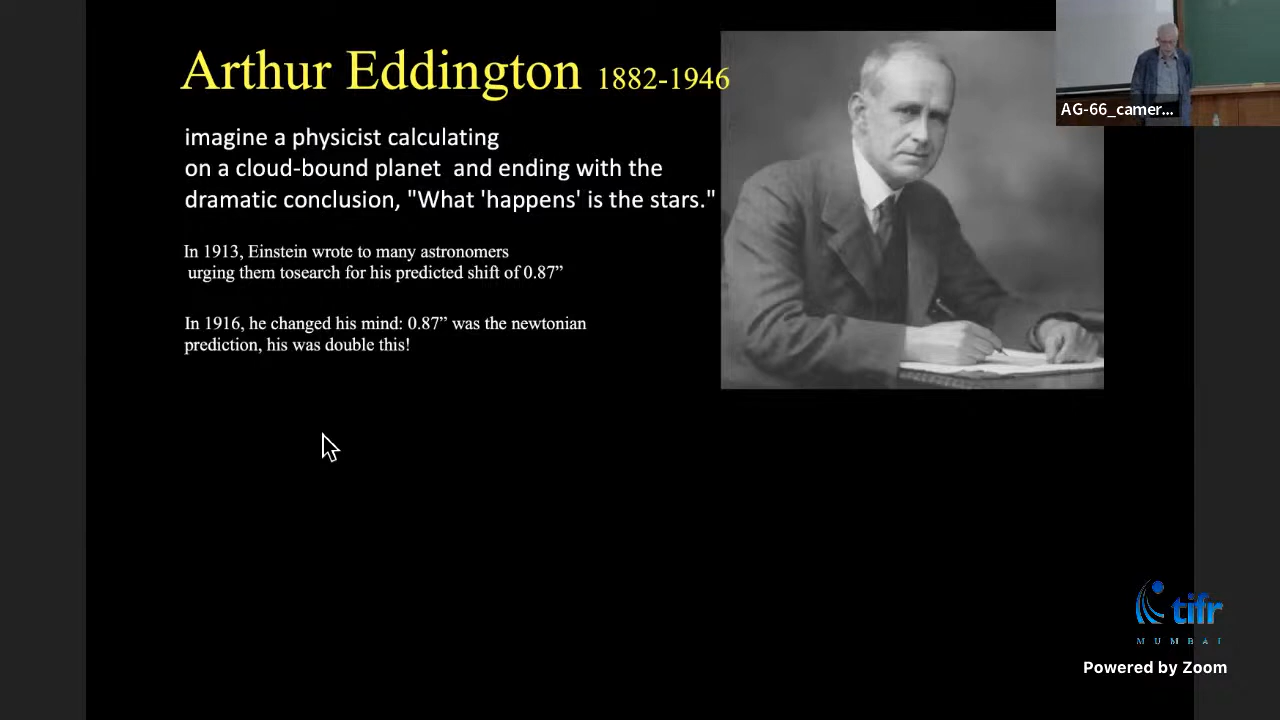 Arthur Eddington 1882-1946
imagine a physicist calculating
on a cloud-bound planet and ending with the
dramatic conclusion, "What 'happens' is the stars."
In 1913, Einstein wrote to many astronomers
urging them tosearch for his predicted shift of 0.87”
In 1916, he changed his mind: 0.87” was the newtonian
prediction, his was double this!
AG-66_camer...
tifr
MUMBAI
Powered by Zoom